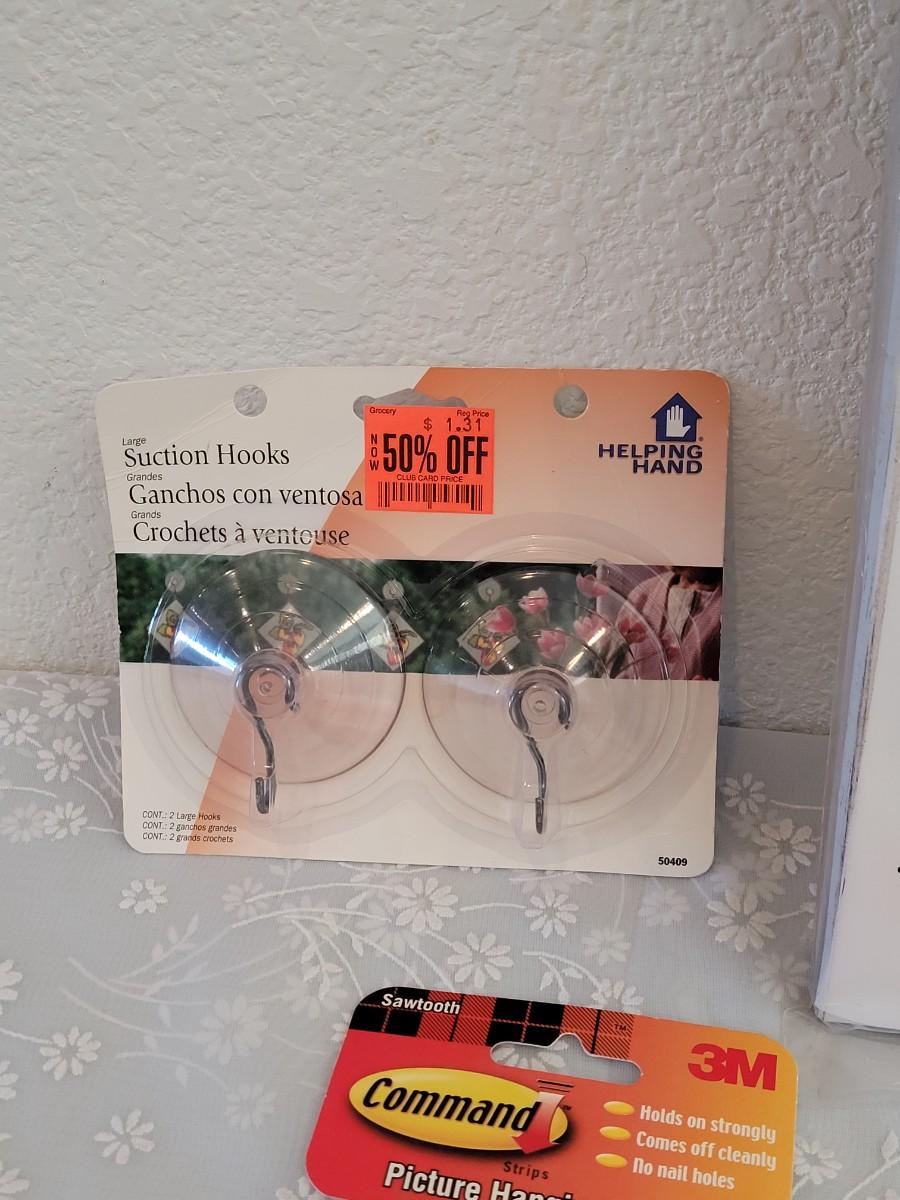 Large
Suction Hooks
Grandes
Ganchos con ventosa
Grands
Crochets à ventouse
Grocery Reg Price
$ 1.31
NOW 50% OFF
CLUB CARD PRICE
HELPING
HAND
CONT.: 2 Large Hooks
CONT.: 2 ganchos grandes
CONT.: 2 grands crochets
50409
Sawtooth
TM
3M
Command
Strips
Holds on strongly
Comes off cleanly
No nail holes
Picture